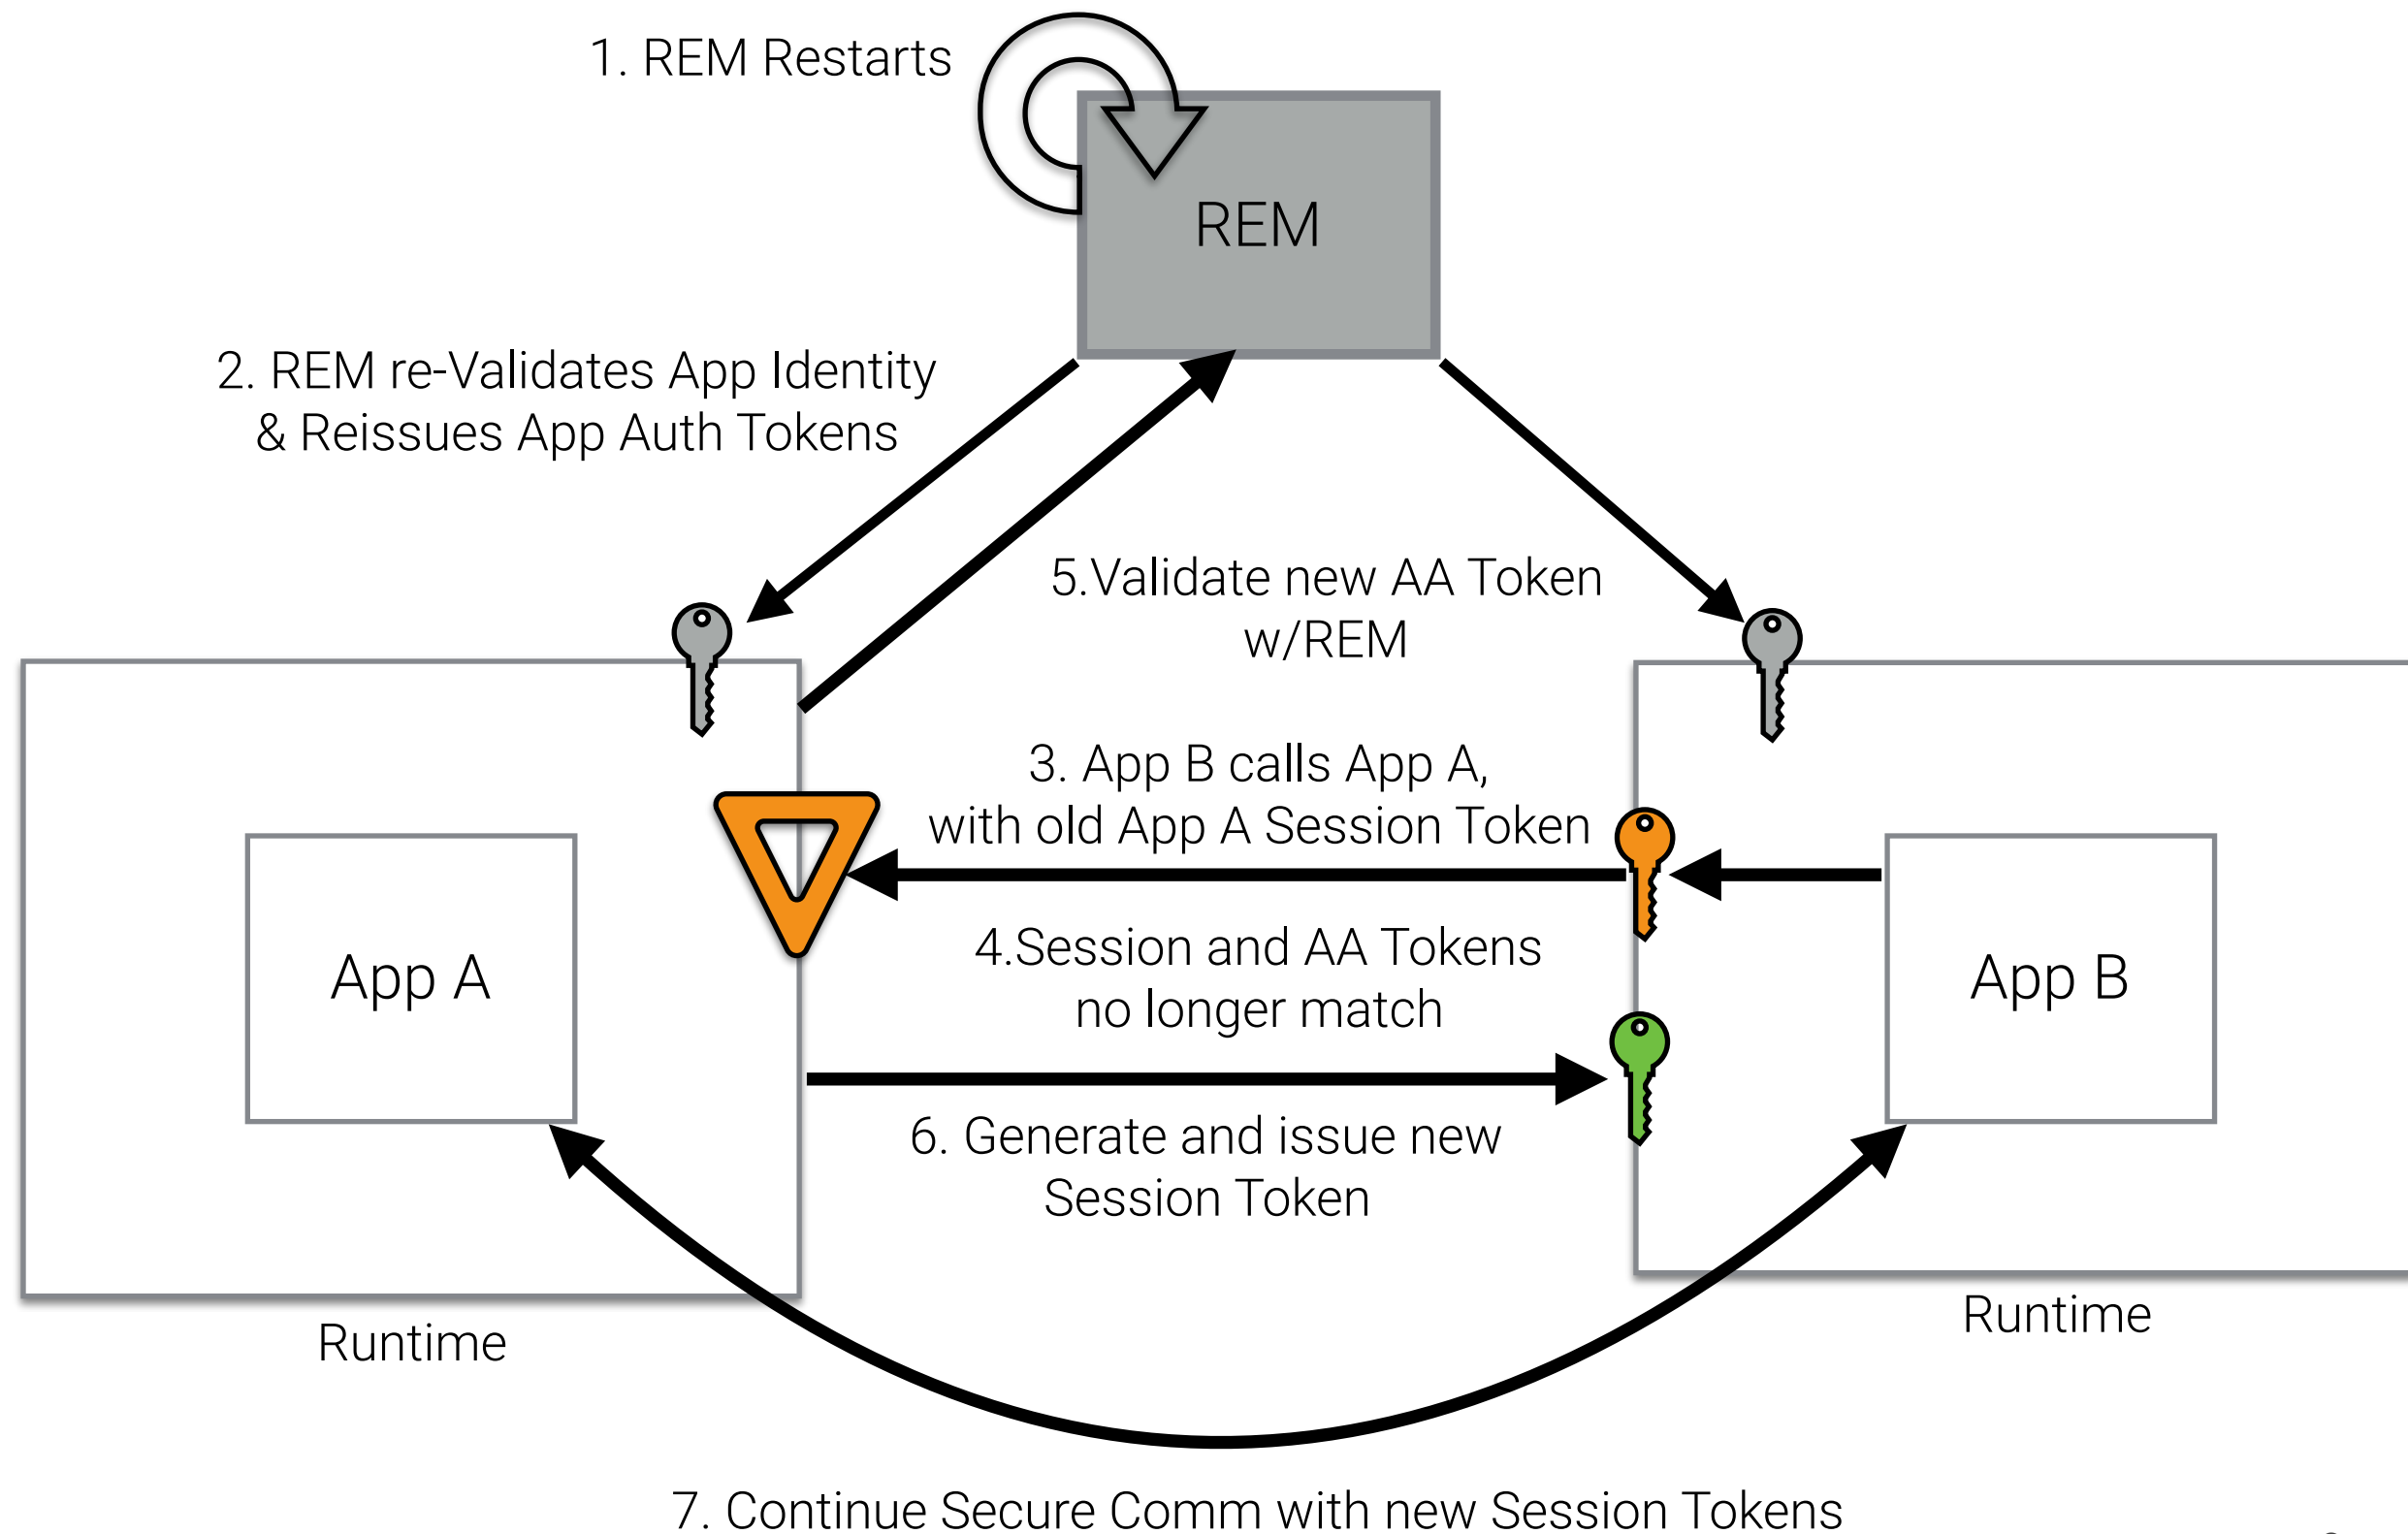 1. REM Restarts
REM
2. REM re-Validates App Identity
& Reissues App Auth Tokens
5.Validate new AA Token
w/REM
3. App B calls App A,
with old App A Session Token
4.Session and AA Tokens
no longer match
App A
App B
6. Generate and issue new
Session Token
Runtime
Runtime
7. Continue Secure Comm with new Session Tokens